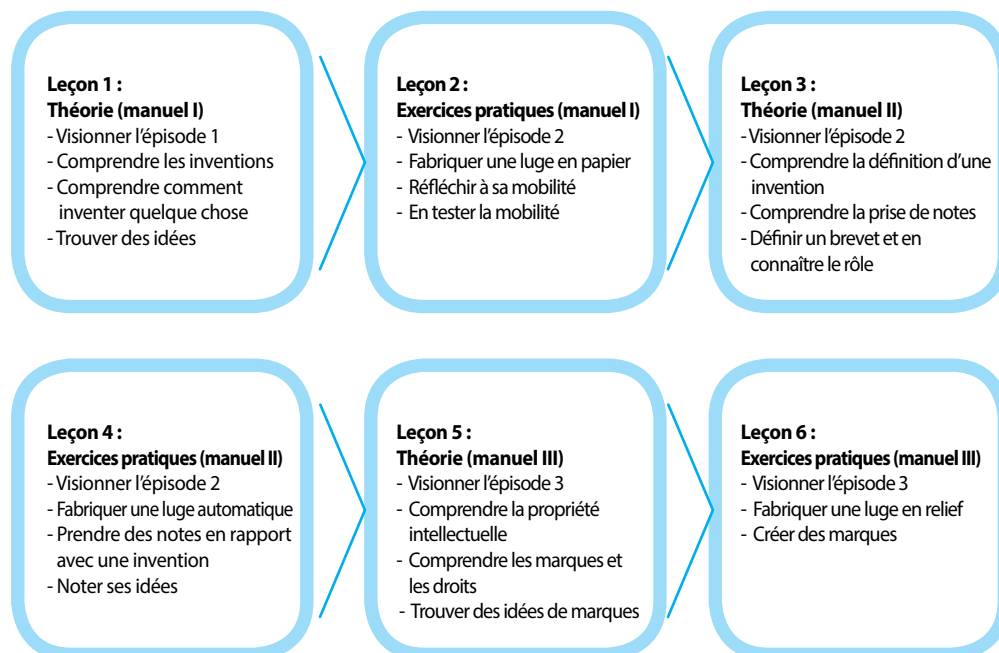 Leçon 1 :
Théorie (manuel I)
- Visionner l’épisode 1
- Comprendre les inventions
- Comprendre comment
inventer quelque chose
- Trouver des idées
Leçon 2 :
Exercices pratiques (manuel I)
- Visionner l’épisode 2
- Fabriquer une luge en papier
- Réfléchir à sa mobilité
- En tester la mobilité
Leçon 3 :
Théorie (manuel II)
- Visionner l’épisode 2
- Comprendre la définition d’une
invention
- Comprendre la prise de notes
- Définir un brevet et en
connaître le rôle
Leçon 4 :
Exercices pratiques (manuel II)
- Visionner l’épisode 2
- Fabriquer une luge automatique
- Prendre des notes en rapport
avec une invention
- Noter ses idées
Leçon 5 :
Théorie (manuel III)
- Visionner l’épisode 3
- Comprendre la propriété
intellectuelle
- Comprendre les marques et
les droits
- Trouver des idées de marques
Leçon 6 :
Exercices pratiques (manuel III)
- Visionner l’épisode 3
- Fabriquer une luge en relief
- Créer des marques